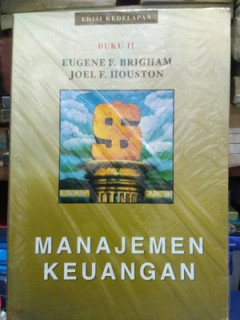 EDISI KEDELAPAN
BUKU II
EUGENE F. BRIGHAM
JOEL F. HOUSTON
MANAJEMEN
KEUANGAN